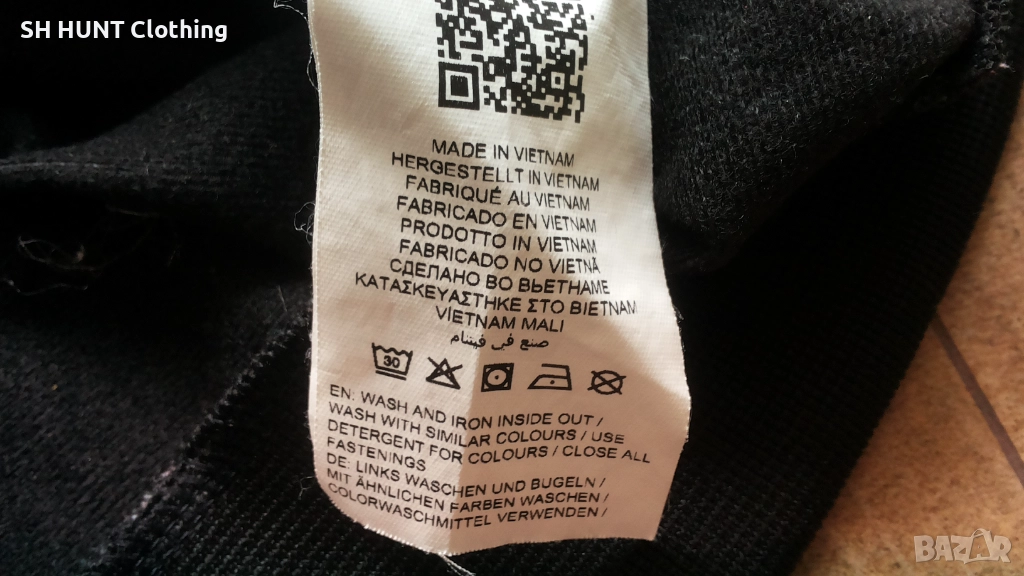 SH HUNT Clothing
MADE IN VIETNAM
HERGESTELLT IN VIETNAM
FABRIQUÉ AU VIETNAM
FABRICADO EN VIETNAM
PRODOTTO IN VIETNAM
FABRICADO NO VIETNÃ
СДЕЛАНО ВО ВЬЕТНАМЕ
ΚΑΤΑΣΚΕΥΑΣΤΗΚΕ ΣΤΟ ΒΙΕΤΝΑΜ
VIETNAM MALI
صنع في فيتنام
30
EN: WASH AND IRON INSIDE OUT /
WASH WITH SIMILAR COLOURS / USE
DETERGENT FOR COLOURS / CLOSE ALL
FASTENINGS
DE: LINKS WASCHEN UND BUGELN /
MIT ÄHNLICHEN FARBEN WASCHEN /
COLORWASCHMITTEL VERWENDEN /
BAZAR